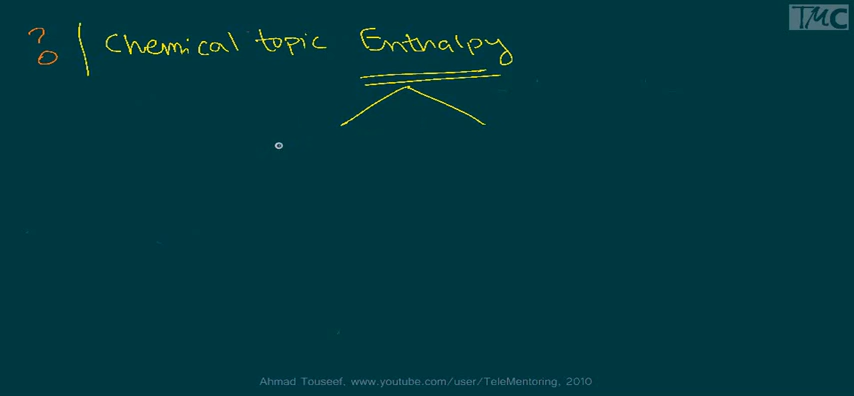 TMC
? | Chemical topic Enthalpy
Ahmad Touseef, www.youtube.com/user/TeleMentoring, 2010